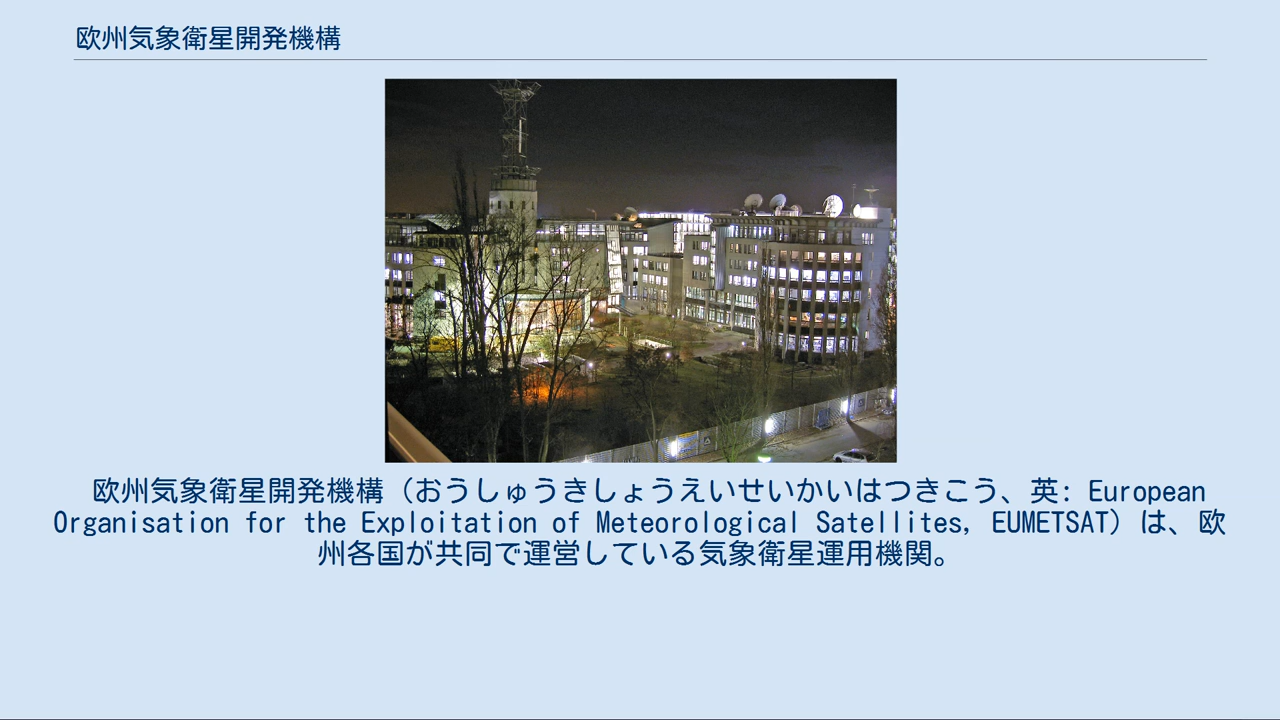 欧州気象衛星開発機構
欧州気象衛星開発機構（おうしゅうきしょうえいせいかいはつきこう、英: European
Organisation for the Exploitation of Meteorological Satellites, EUMETSAT）は、欧
州各国が共同で運営している気象衛星運用機関。